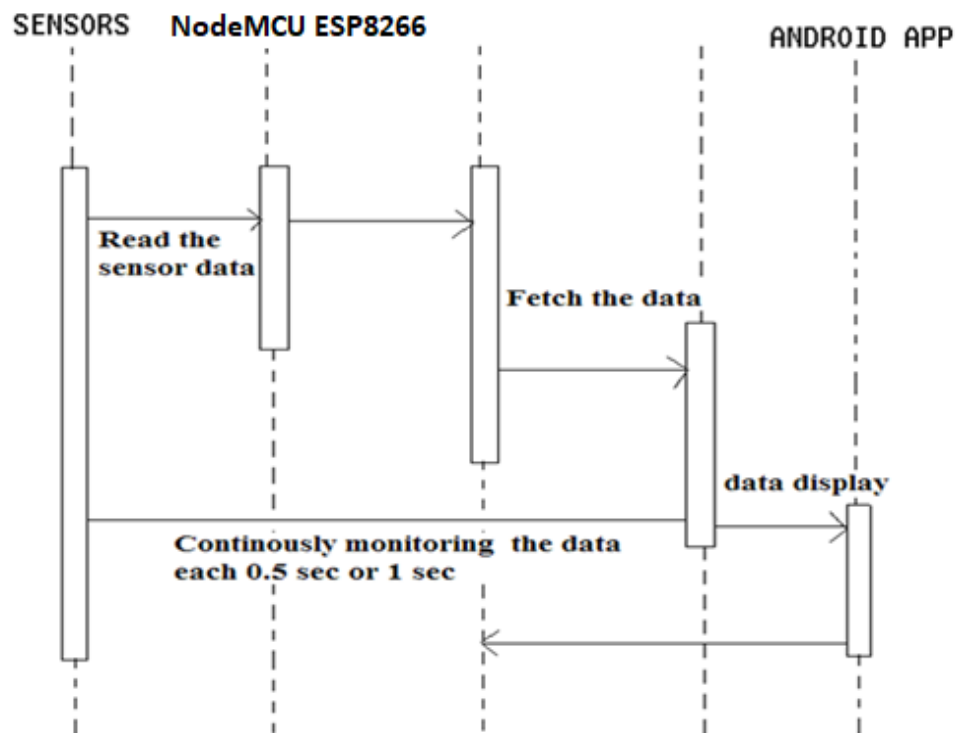 SENSORS NodeMCU ESP8266
ANDROID APP
Read the
sensor data
Fetch the data
data display
Continously monitoring the data
each 0.5 sec or 1 sec